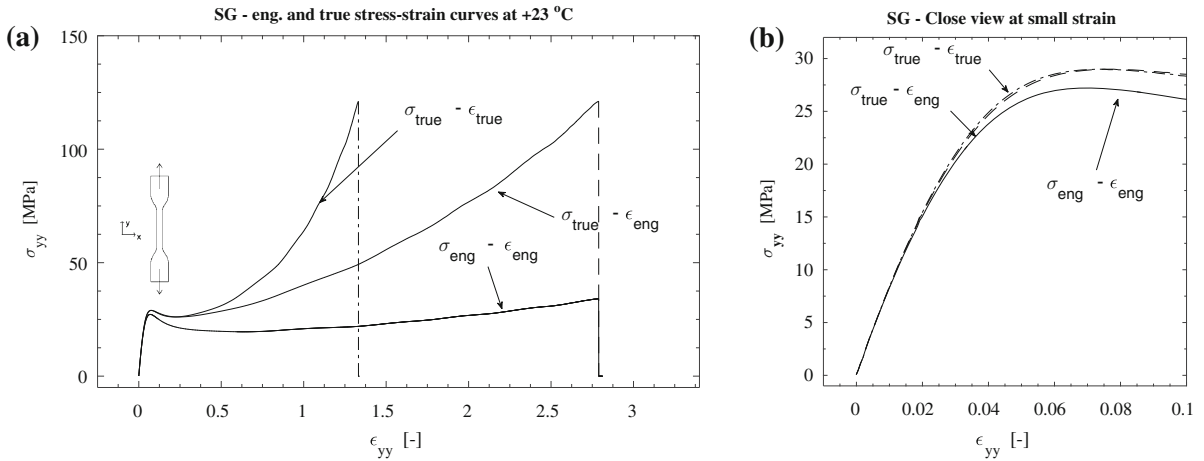 SG - eng. and true stress-strain curves at +23 °C
(a)
150
100
50
0
σyy [MPa]
y
x
σtrue - ϵtrue
σtrue - ϵeng
σeng - ϵeng
0 0.5 1 1.5 2 2.5 3
ϵyy [-]
SG - Close view at small strain
(b)
30
25
20
15
10
5
0
σyy [MPa]
σtrue - ϵtrue
σtrue - ϵeng
σeng - ϵeng
0 0.02 0.04 0.06 0.08 0.1
ϵyy [-]